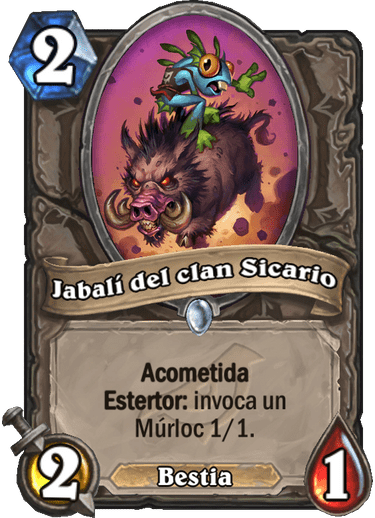 2
Jabalí del clan Sicario
Acometida
Estertor: invoca un
Múrloc 1/1.
2
Bestia
1